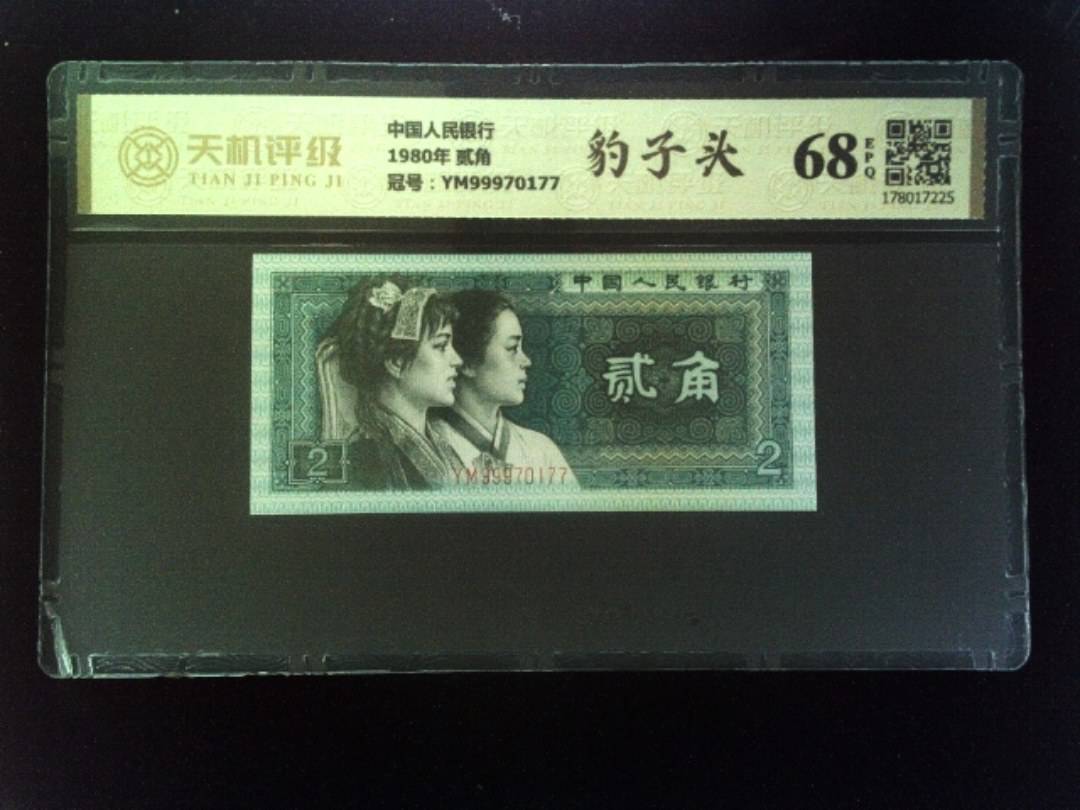 天机评级
TIAN JI PING JI
中国人民银行
1980年 贰角
冠号：YM99970177
豹子头
68
EPQ
178017225
中国人民银行
贰角
2
2
YM99970177